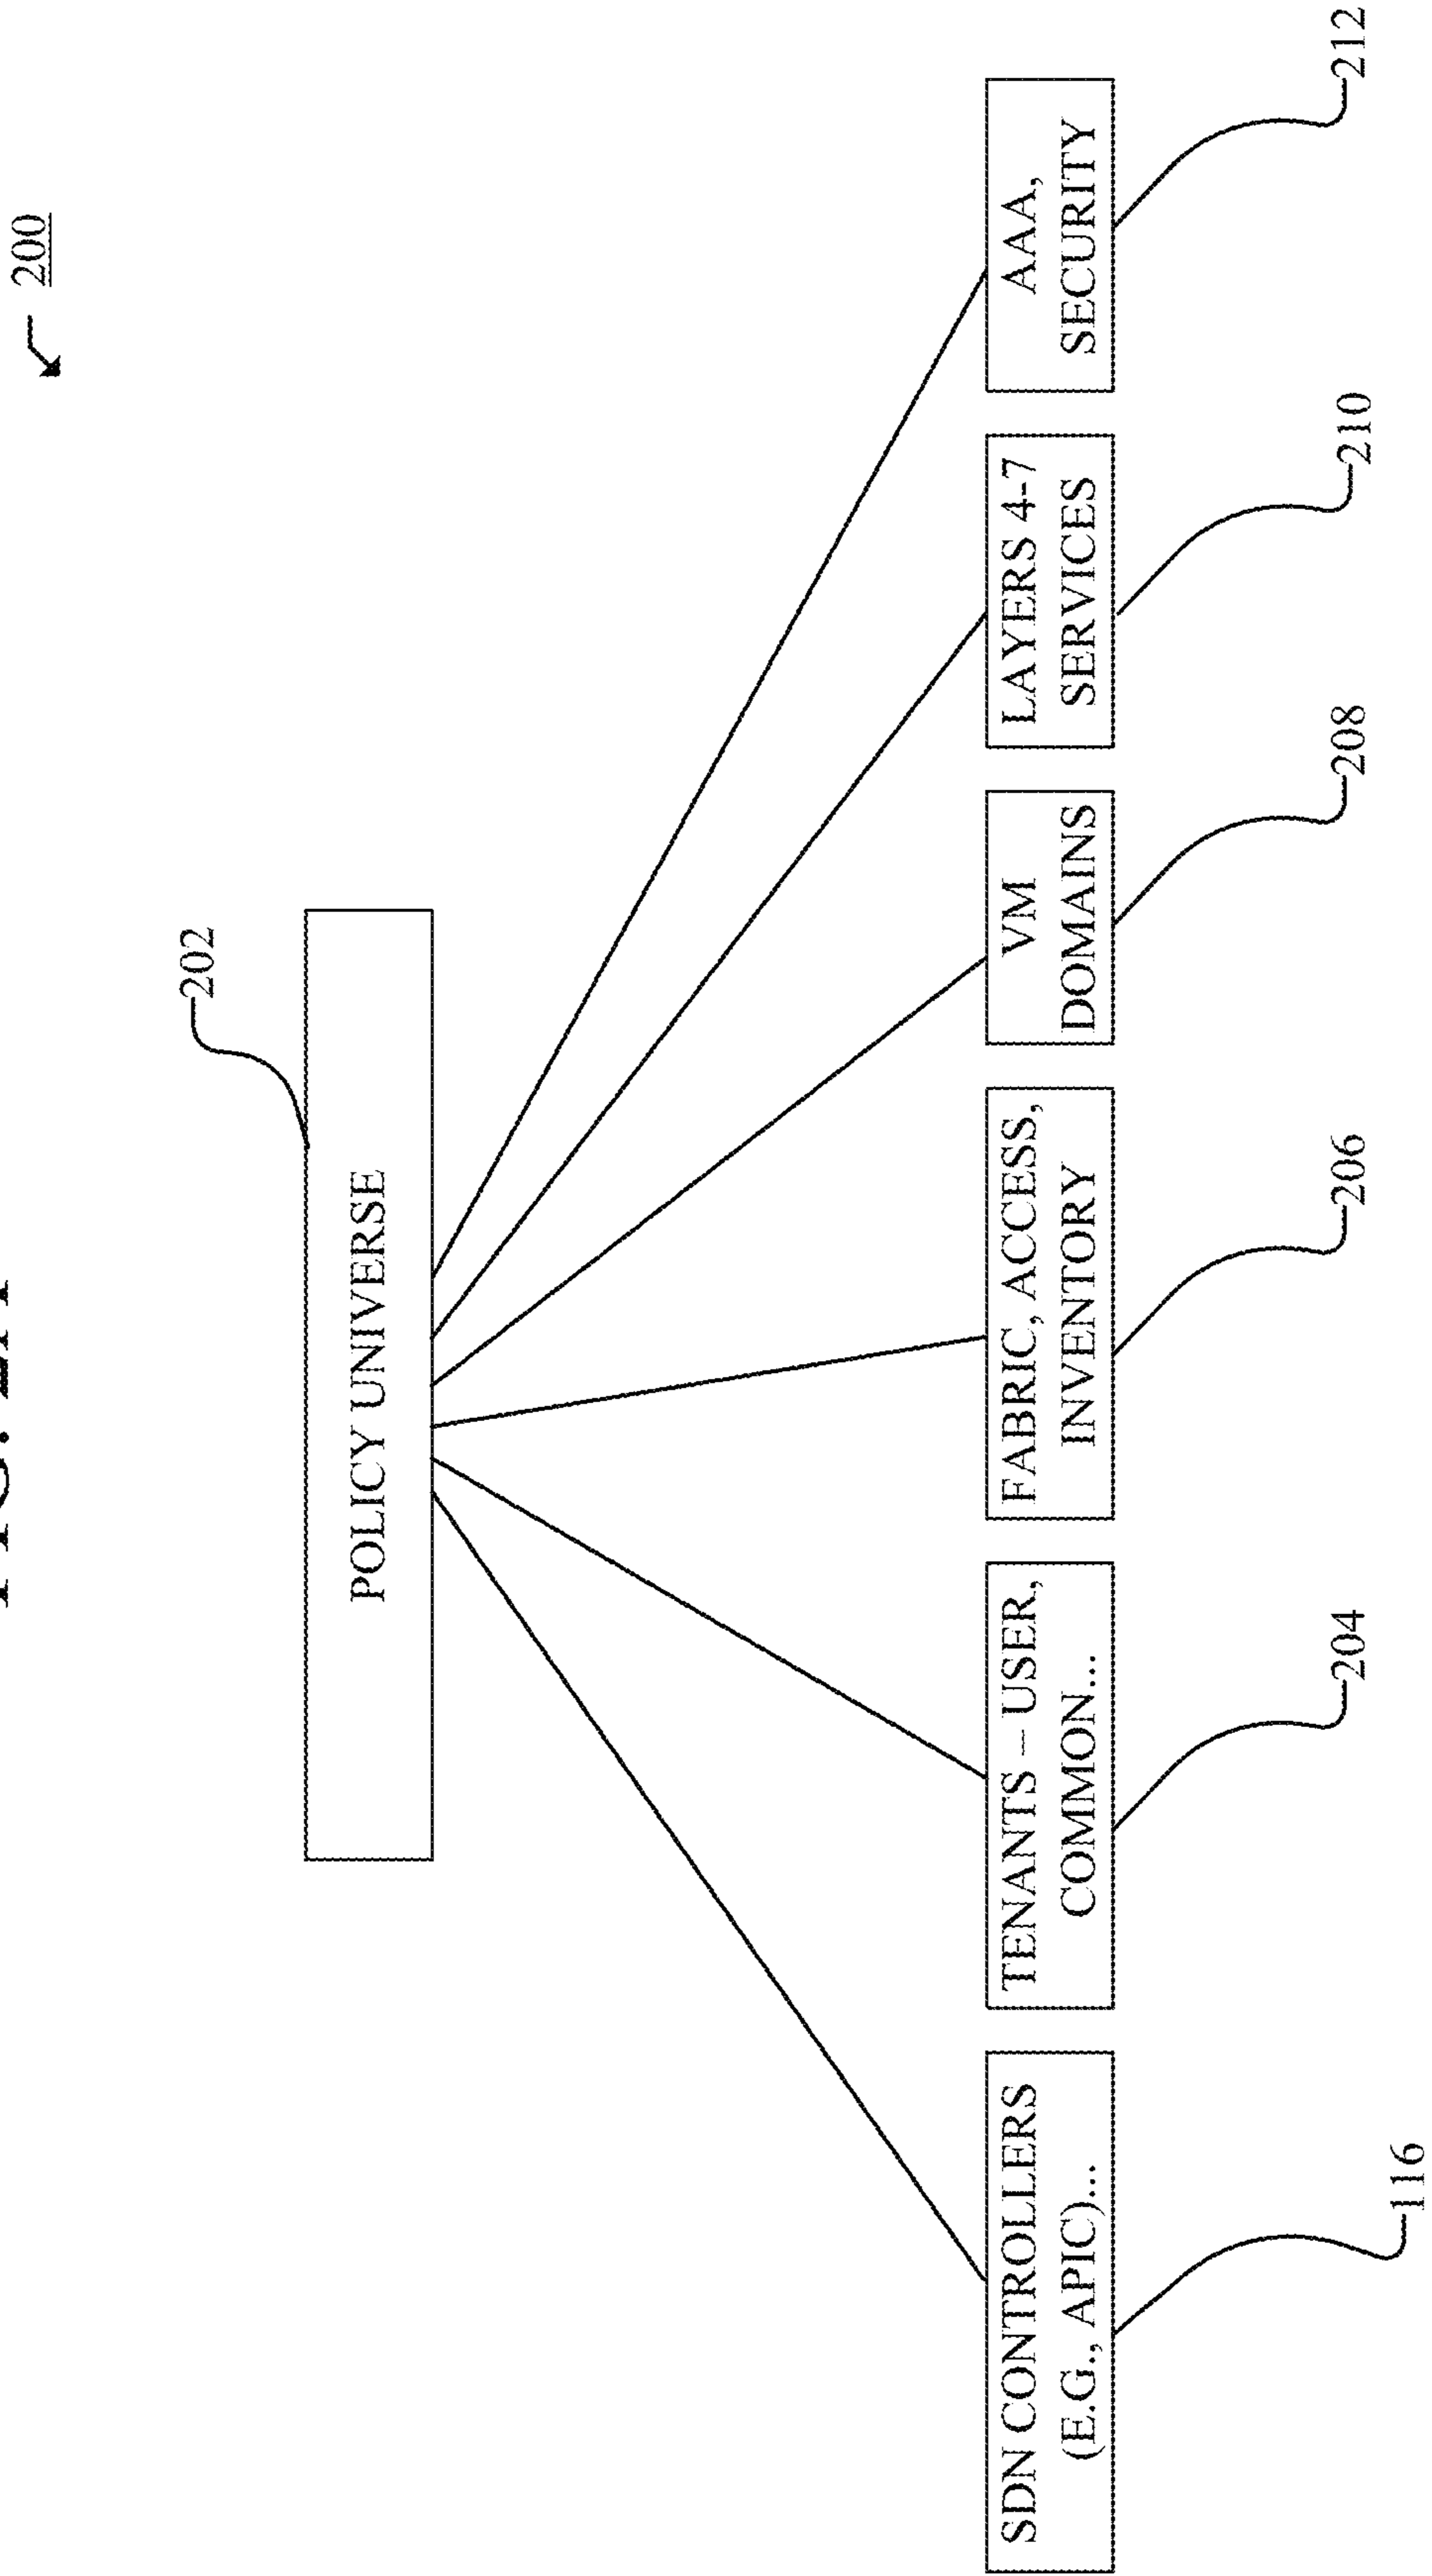 200
202
POLICY UNIVERSE
SDN CONTROLLERS
(E.G., APIC)...
TENANTS – USER,
COMMON...
FABRIC, ACCESS,
INVENTORY
VM
DOMAINS
LAYERS 4-7
SERVICES
AAA,
SECURITY
116
204
206
208
210
212